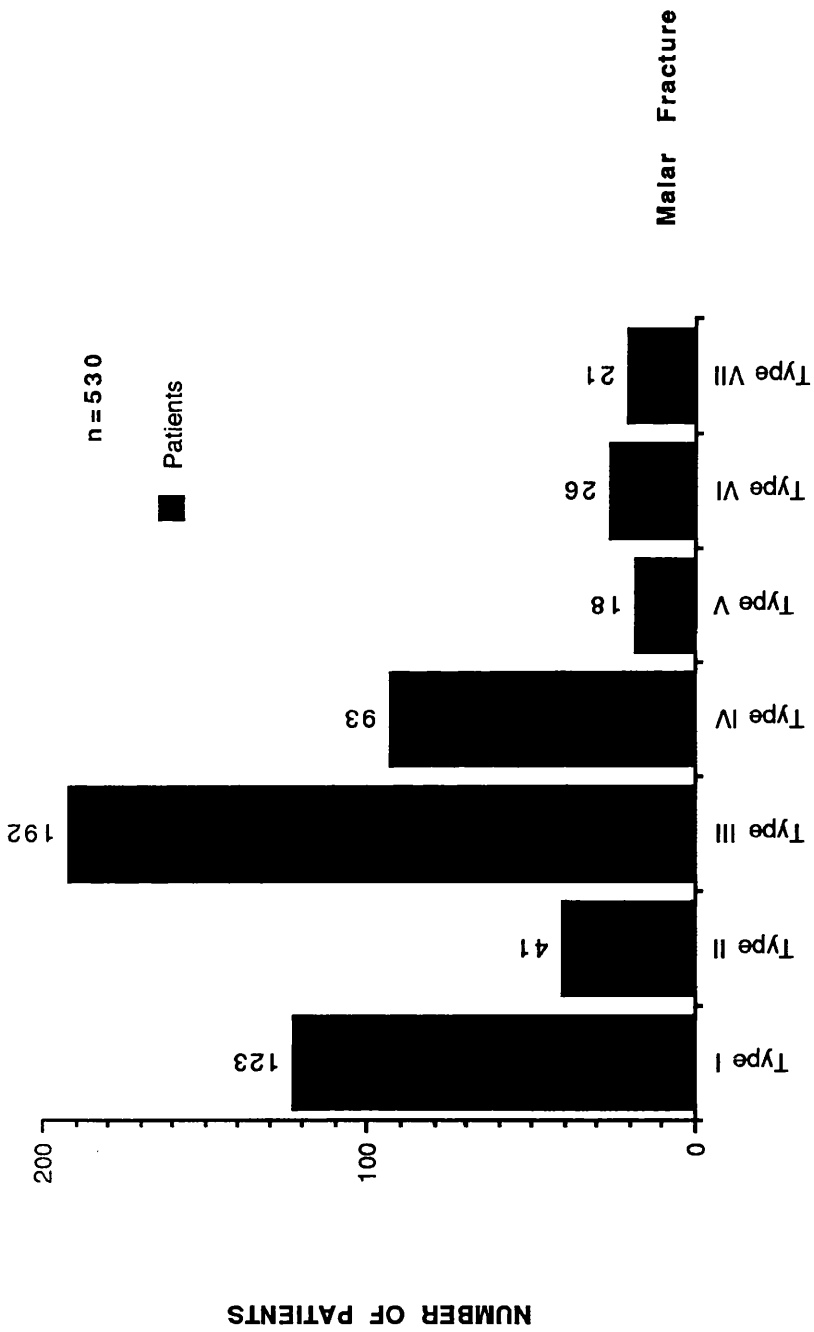 n=530
Patients
NUMBER OF PATIENTS
200
100
0
123
41
192
93
18
26
21
Type I
Type II
Type III
Type IV
Type V
Type VI
Type VII
Malar Fracture